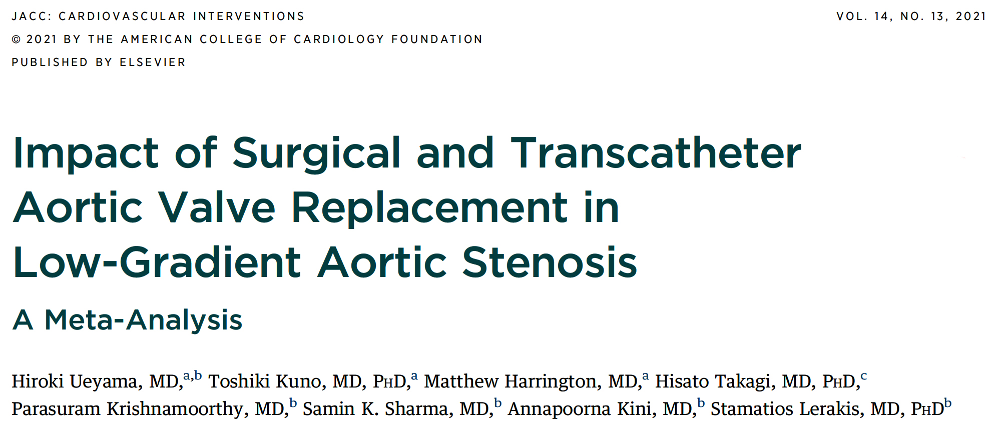 JACC: CARDIOVASCULAR INTERVENTIONS
VOL. 14, NO. 13, 2021
© 2021 BY THE AMERICAN COLLEGE OF CARDIOLOGY FOUNDATION
PUBLISHED BY ELSEVIER
Impact of Surgical and Transcatheter
Aortic Valve Replacement in
Low-Gradient Aortic Stenosis
A Meta-Analysis
Hiroki Ueyama, MD,a,b Toshiki Kuno, MD, PHD,a Matthew Harrington, MD,a Hisato Takagi, MD, PHD,c
Parasuram Krishnamoorthy, MD,b Samin K. Sharma, MD,b Annapoorna Kini, MD,b Stamatios Lerakis, MD, PHDb